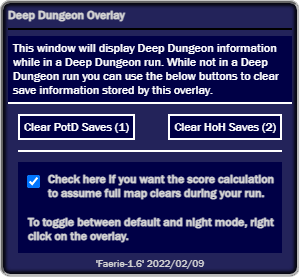 Deep Dungeon Overlay
This window will display Deep Dungeon information
while in a Deep Dungeon run. While not in a Deep
Dungeon run you can use the below buttons to clear
save information stored by this overlay.
Clear PotD Saves (1) Clear HoH Saves (2)
Check here if you want the score calculation
to assume full map clears during your run.
To toggle between default and night mode, right
click on the overlay.
'Faerie-1.6' 2022/02/09